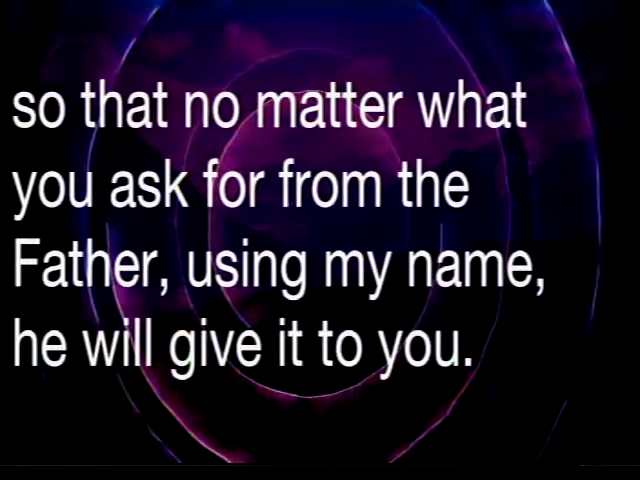 so that no matter what
you ask for from the
Father, using my name,
he will give it to you.